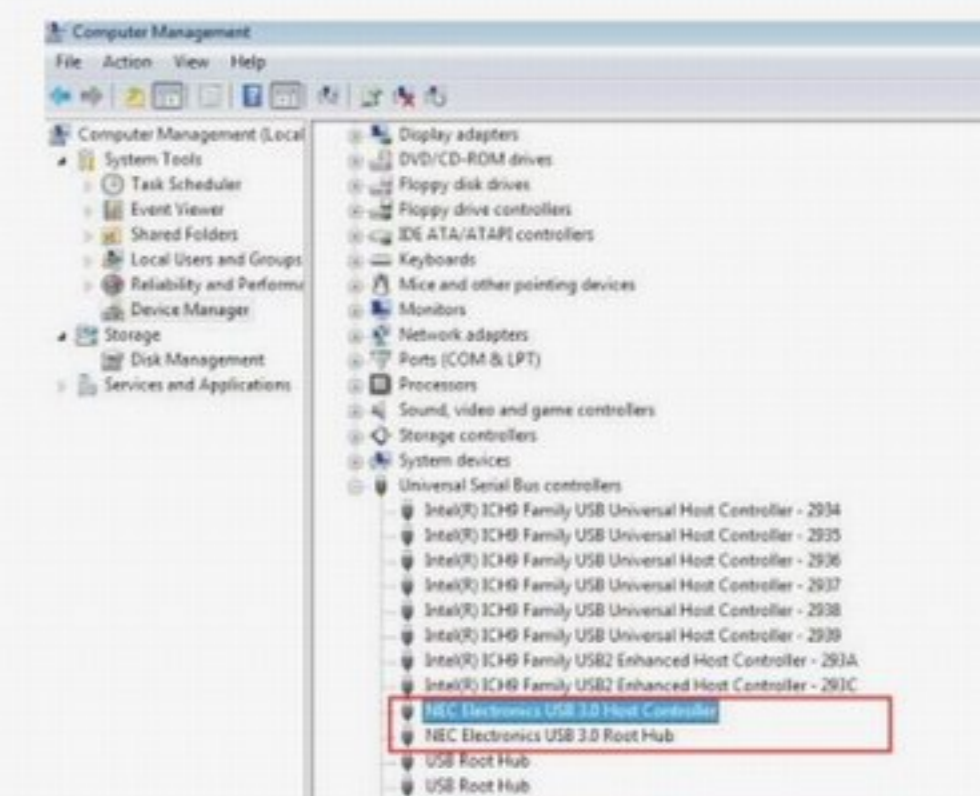 Computer Management
File Action View Help
Computer Management (Local
System Tools
Task Scheduler
Event Viewer
Shared Folders
Local Users and Groups
Reliability and Performa
Device Manager
Storage
Disk Management
Services and Applications
Display adapters
DVD/CD-ROM drives
Floppy disk drives
Floppy drive controllers
IDE ATA/ATAPI controllers
Keyboards
Mice and other pointing devices
Monitors
Network adapters
Ports (COM & LPT)
Processors
Sound, video and game controllers
Storage controllers
System devices
Universal Serial Bus controllers
Intel(R) ICH9 Family USB Universal Host Controller - 2934
Intel(R) ICH9 Family USB Universal Host Controller - 2935
Intel(R) ICH9 Family USB Universal Host Controller - 2936
Intel(R) ICH9 Family USB Universal Host Controller - 2937
Intel(R) ICH9 Family USB Universal Host Controller - 2938
Intel(R) ICH9 Family USB Universal Host Controller - 2939
Intel(R) ICH9 Family USB2 Enhanced Host Controller - 293A
Intel(R) ICH9 Family USB2 Enhanced Host Controller - 293C
NEC Electronics USB 3.0 Host Controller
NEC Electronics USB 3.0 Root Hub
USB Root Hub
USB Root Hub